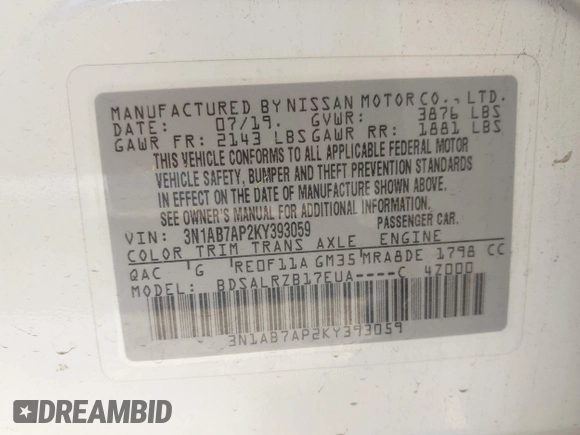 MANUFACTURED BY NISSAN MOTOR CO., LTD.
DATE: 07/19. GVWR: 3876 LBS
GAWR FR: 2143 LBS GAWR RR: 1881 LBS
THIS VEHICLE CONFORMS TO ALL APPLICABLE FEDERAL MOTOR
VEHICLE SAFETY, BUMPER AND THEFT PREVENTION STANDARDS
IN EFFECT ON THE DATE OF MANUFACTURE SHOWN ABOVE.
SEE OWNER'S MANUAL FOR ADDITIONAL INFORMATION.
VIN: 3N1AB7AP2KY393059 PASSENGER CAR.
COLOR TRIM TRANS AXLE ENGINE
QAC G RE0F11A GM35 MRA8DE 1798 CC
MODEL: BDSALRZB17EUA----C 4Z000
3N1AB7AP2KY393059
DREAMBID